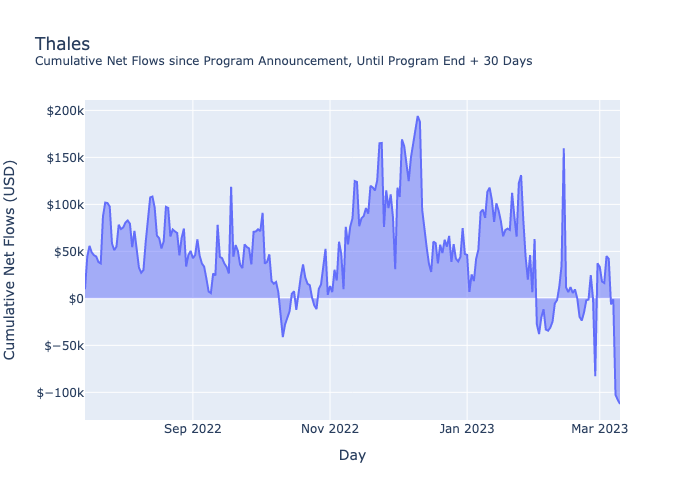 Thales
Cumulative Net Flows since Program Announcement, Until Program End + 30 Days
$200k
$150k
$100k
$50k
$0
$−50k
$−100k
Cumulative Net Flows (USD)
Sep 2022
Nov 2022
Jan 2023
Mar 2023
Day